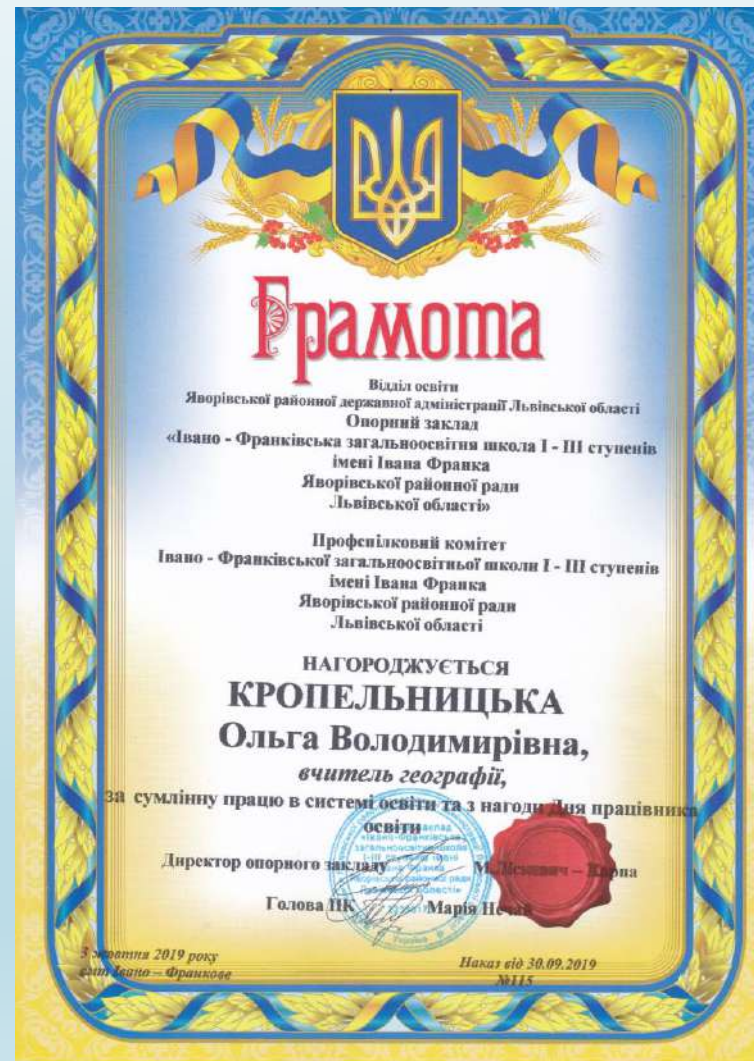 Грамота
Відділ освіти
Яворівської районної державної адміністрації Львівської області
Опорний заклад
«Івано - Франківська загальноосвітня школа І - ІІІ ступенів
імені Івана Франка
Яворівської районної ради
Львівської області»
Профспілковий комітет
Івано - Франківської загальноосвітньої школи І - ІІІ ступенів
імені Івана Франка
Яворівської районної ради
Львівської області
НАГОРОДЖУЄТЬСЯ
КРОПЕЛЬНИЦЬКА
Ольга Володимирівна,
вчитель географії,
за сумлінну працю в системі освіти та з нагоди Дня працівника
освіти
Директор опорного закладу М.
Голова ПК Марія
3 жовтня 2019 року
смт Івано – Франкове
Наказ від 30.09.2019
№115